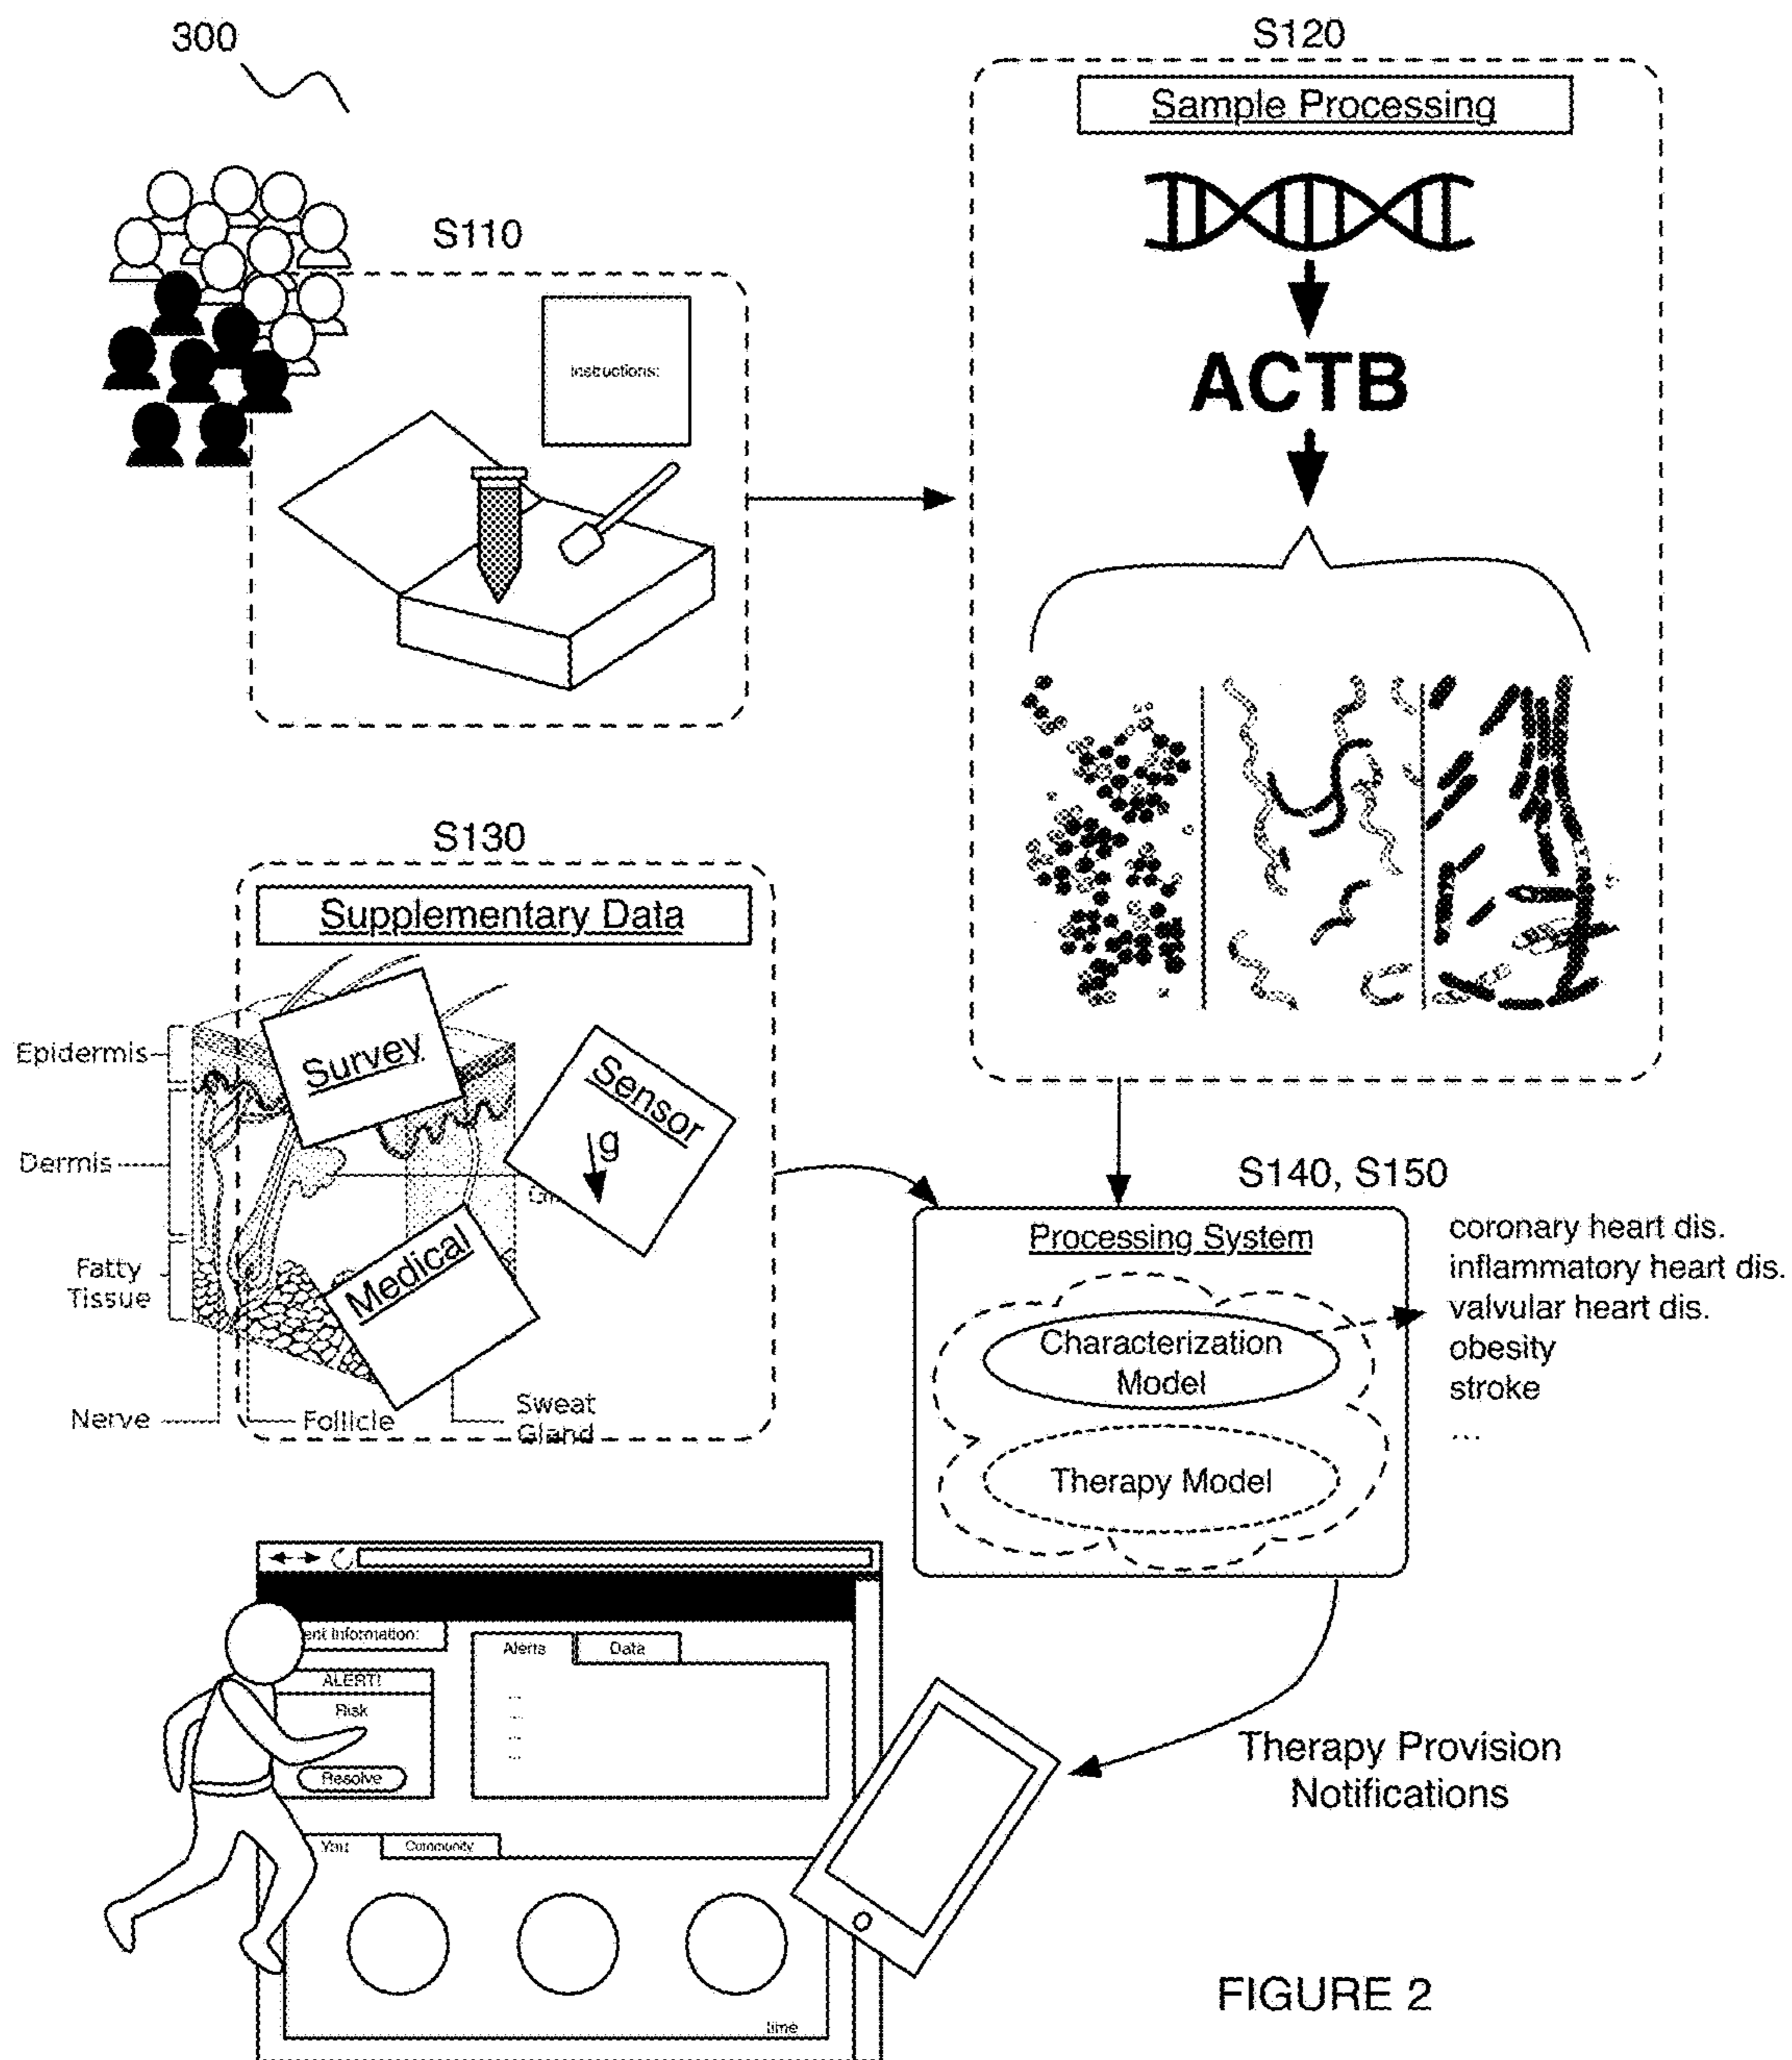 300
S120
Sample Processing
S110
Instructions:
ACTB
S130
Supplementary Data
Epidermis
Survey
Sensor
g
Dermis
S140, S150
Processing System
coronary heart dis.
inflammatory heart dis.
valvular heart dis.
obesity
stroke
...
Medical
Fatty
Tissue
Characterization
Model
Nerve
Follicle
Sweat
Gland
Therapy Model
ent Information:
Alerts
Data
ALERT!
Risk
...
...
...
...
Resolve
Therapy Provision
Notifications
You
Community
time
FIGURE 2